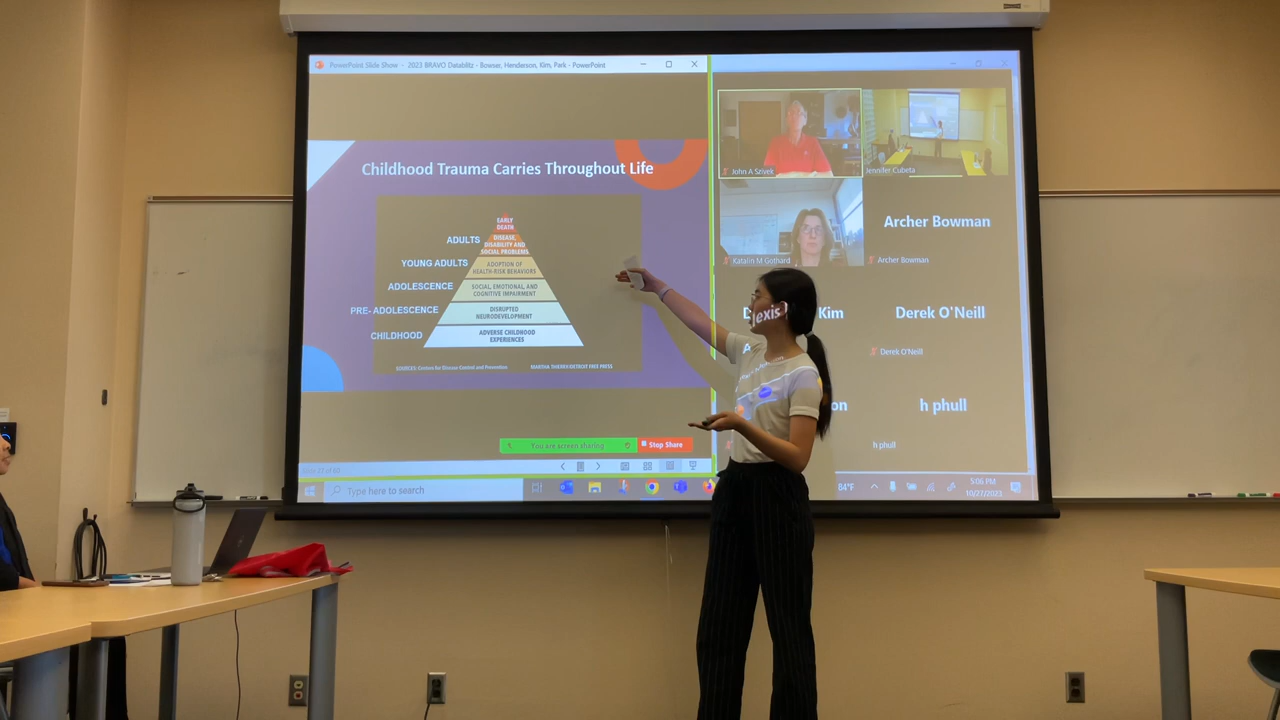 PowerPoint Slide Show - 2023 BRAVO Datablitz - Bowser, Henderson, Kim, Park - PowerPoint
Childhood Trauma Carries Throughout Life
EARLY
DEATH
ADULTS
DISEASE,
DISABILITY AND
SOCIAL PROBLEMS
YOUNG ADULTS
ADOPTION OF
HEALTH-RISK BEHAVIORS
ADOLESCENCE
SOCIAL, EMOTIONAL, AND
COGNITIVE IMPAIRMENT
PRE- ADOLESCENCE
DISRUPTED
NEURODEVELOPMENT
CHILDHOOD
ADVERSE CHILDHOOD
EXPERIENCES
SOURCES: Centers for Disease Control and Prevention
MARTHA THIERRY/DETROIT FREE PRESS
You are screen sharing
Stop Share
Type here to search
John A Szivek
Jennifer Cubeta
Katalin M Gothard
Archer Bowman
Archer Bowman
Kim
exis
Derek O'Neill
Derek O'Neill
on
h phull
h phull
84°F
5:06 PM
10/27/2023